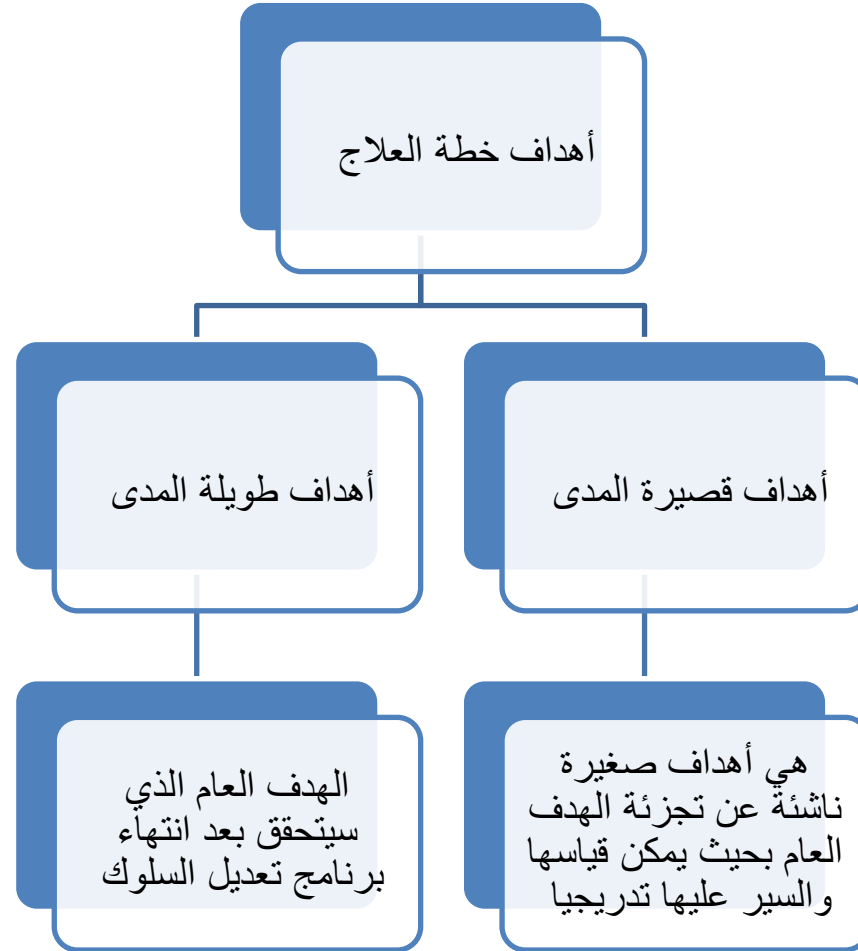 أهداف خطة العلاج
أهداف قصيرة المدى
أهداف طويلة المدى
هي أهداف صغيرة
ناشئة عن تجزئة الهدف
العام بحيث يمكن قياسها
والسير عليها تدريجيا
الهدف العام الذي
سيتحقق بعد انتهاء
برنامج تعديل السلوك